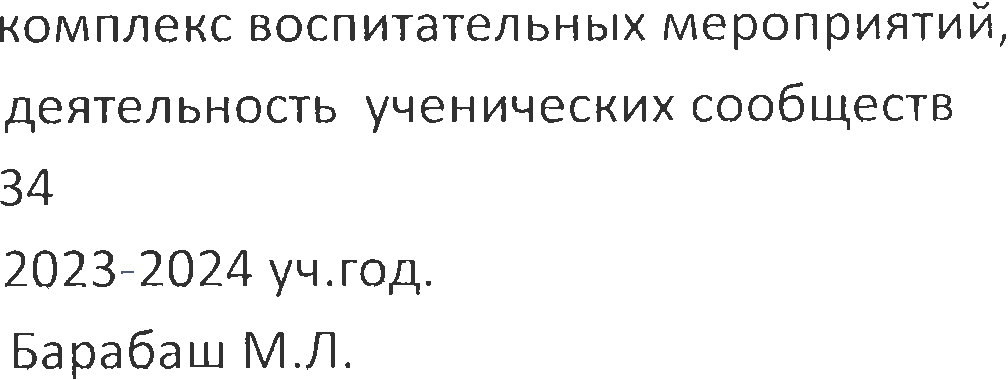 комплекс воспитательных мероприятий,
деятельность ученических сообществ
34
2023-2024 уч.год.
Барабаш М.Л.